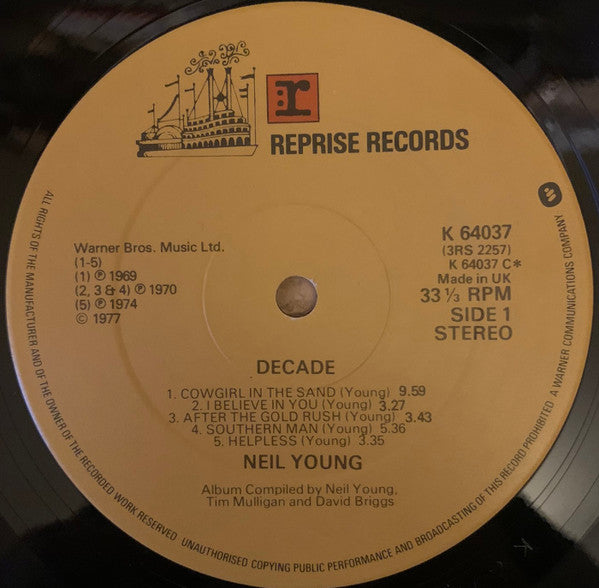 r
REPRISE RECORDS
Warner Bros. Music Ltd.
(1-5)
(1) ℗ 1969
(2, 3 & 4) ℗ 1970
(5) ℗ 1974
© 1977
K 64037
(3RS 2257)
K 64037 C*
Made in UK
33 ⅓ RPM
SIDE 1
STEREO
DECADE
1. COWGIRL IN THE SAND (Young) 9.59
2. I BELIEVE IN YOU (Young) 3.27
3. AFTER THE GOLD RUSH (Young) 3.43
4. SOUTHERN MAN (Young) 5.36
5. HELPLESS (Young) 3.35
NEIL YOUNG
Album Compiled by Neil Young,
Tim Mulligan and David Briggs
ALL RIGHTS OF THE MANUFACTURER AND OF THE OWNER OF THE RECORDED WORK RESERVED. UNAUTHORISED COPYING PUBLIC PERFORMANCE AND BROADCASTING OF THIS RECORD PROHIBITED. A WARNER COMMUNICATIONS COMPANY